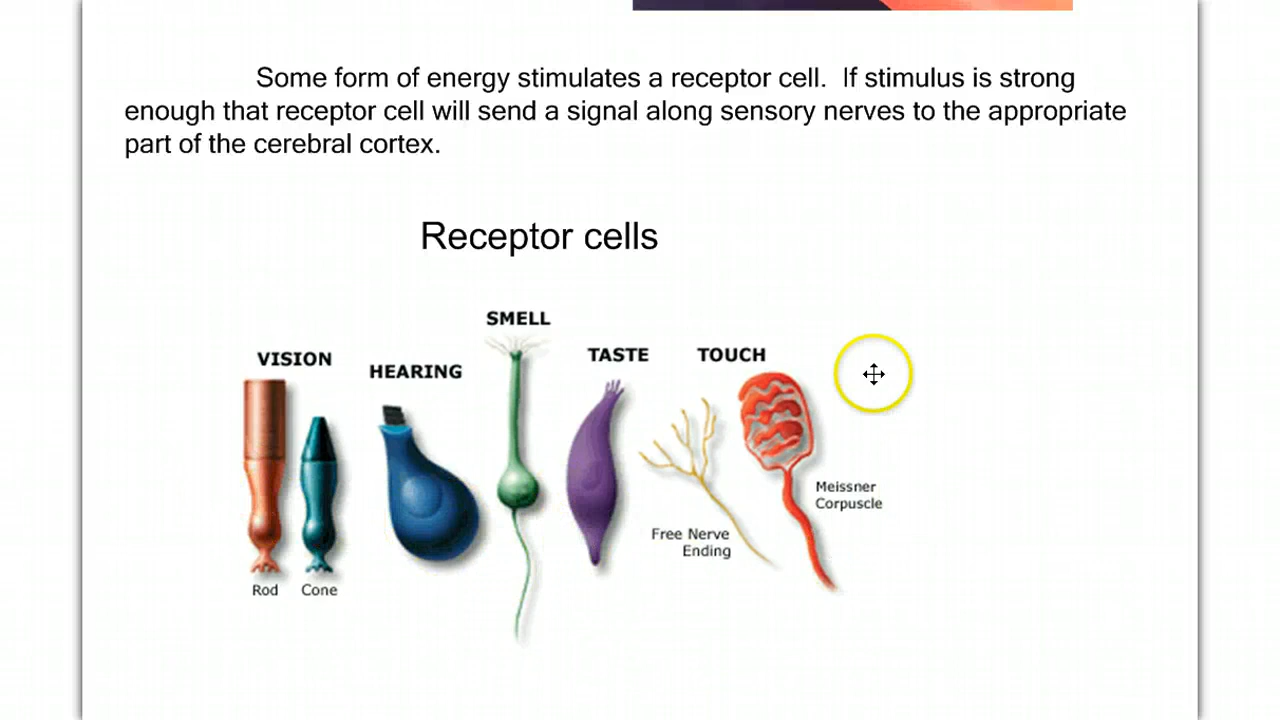 Some form of energy stimulates a receptor cell. If stimulus is strong
enough that receptor cell will send a signal along sensory nerves to the appropriate
part of the cerebral cortex.
Receptor cells
SMELL
VISION
HEARING
TASTE
TOUCH
Meissner
Corpuscle
Free Nerve
Ending
Rod
Cone